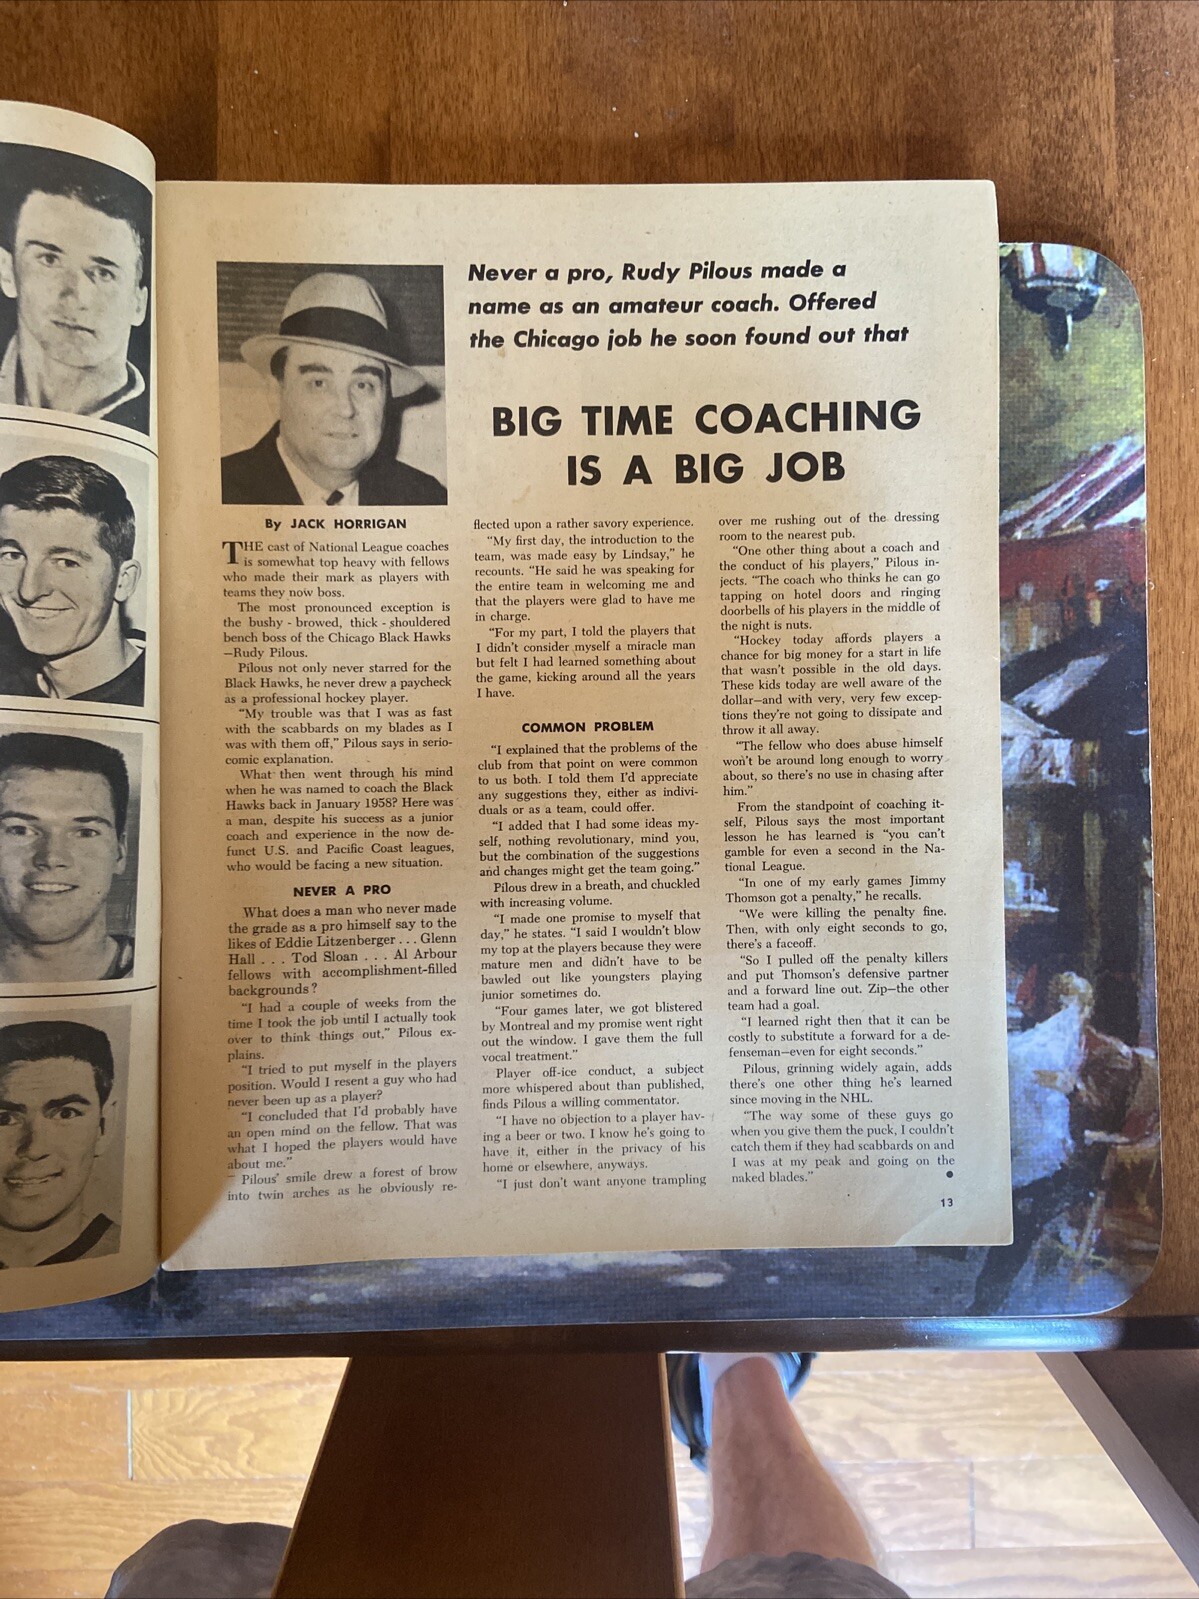 Never a pro, Rudy Pilous made a
name as an amateur coach. Offered
the Chicago job he soon found out that
BIG TIME COACHING
IS A BIG JOB
By JACK HORRIGAN
THE cast of National League coaches
is somewhat top heavy with fellows
who made their mark as players with
teams they now boss.
The most pronounced exception is
the bushy - browed, thick - shouldered
bench boss of the Chicago Black Hawks
—Rudy Pilous.
Pilous not only never starred for the
Black Hawks, he never drew a paycheck
as a professional hockey player.
"My trouble was that I was as fast
with the scabbards on my blades as I
was with them off," Pilous says in serio-
comic explanation.
What then went through his mind
when he was named to coach the Black
Hawks back in January 1958? Here was
a man, despite his success as a junior
coach and experience in the now de-
funct U.S. and Pacific Coast leagues,
who would be facing a new situation.
NEVER A PRO
What does a man who never made
the grade as a pro himself say to the
likes of Eddie Litzenberger . . . Glenn
Hall . . . Tod Sloan . . . Al Arbour
fellows with accomplishment-filled
backgrounds?
"I had a couple of weeks from the
time I took the job until I actually took
over to think things out," Pilous ex-
plains.
"I tried to put myself in the players
position. Would I resent a guy who had
never been up as a player?
"I concluded that I'd probably have
an open mind on the fellow. That was
what I hoped the players would have
about me."
Pilous' smile drew a forest of brow
into twin arches as he obviously re-
flected upon a rather savory experience.
"My first day, the introduction to the
team, was made easy by Lindsay," he
recounts. "He said he was speaking for
the entire team in welcoming me and
that the players were glad to have me
in charge.
"For my part, I told the players that
I didn't consider myself a miracle man
but felt I had learned something about
the game, kicking around all the years
I have.
COMMON PROBLEM
"I explained that the problems of the
club from that point on were common
to us both. I told them I'd appreciate
any suggestions they, either as indivi-
duals or as a team, could offer.
"I added that I had some ideas my-
self, nothing revolutionary, mind you,
but the combination of the suggestions
and changes might get the team going."
Pilous drew in a breath, and chuckled
with increasing volume.
"I made one promise to myself that
day," he states. "I said I wouldn't blow
my top at the players because they were
mature men and didn't have to be
bawled out like youngsters playing
junior sometimes do.
"Four games later, we got blistered
by Montreal and my promise went right
out the window. I gave them the full
vocal treatment."
Player off-ice conduct, a subject
more whispered about than published,
finds Pilous a willing commentator.
"I have no objection to a player hav-
ing a beer or two. I know he's going to
have it, either in the privacy of his
home or elsewhere, anyways.
"I just don't want anyone trampling
over me rushing out of the dressing
room to the nearest pub.
"One other thing about a coach and
the conduct of his players," Pilous in-
jects. "The coach who thinks he can go
tapping on hotel doors and ringing
doorbells of his players in the middle of
the night is nuts.
"Hockey today affords players a
chance for big money for a start in life
that wasn't possible in the old days.
These kids today are well aware of the
dollar—and with very, very few excep-
tions they're not going to dissipate and
throw it all away.
"The fellow who does abuse himself
won't be around long enough to worry
about, so there's no use in chasing after
him."
From the standpoint of coaching it-
self, Pilous says the most important
lesson he has learned is "you can't
gamble for even a second in the Na-
tional League.
"In one of my early games Jimmy
Thomson got a penalty," he recalls.
"We were killing the penalty fine.
Then, with only eight seconds to go,
there's a faceoff.
"So I pulled off the penalty killers
and put Thomson's defensive partner
and a forward line out. Zip—the other
team had a goal.
"I learned right then that it can be
costly to substitute a forward for a de-
fenseman—even for eight seconds."
Pilous, grinning widely again, adds
there's one other thing he's learned
since moving in the NHL.
"The way some of these guys go
when you give them the puck, I couldn't
catch them if they had scabbards on and
I was at my peak and going on the
naked blades."
13